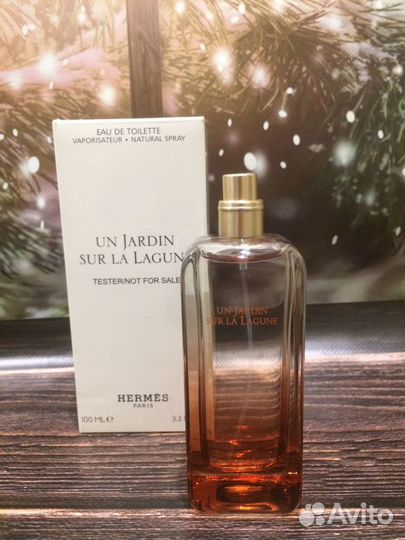 EAU DE TOILETTE
VAPORISATEUR • NATURAL SPRAY
UN JARDIN
SUR LA LAGUN
TESTER/NOT FOR SALE
HERMÈS
PARIS
100 ML℮ 3.3
UN JARDIN
SUR LA LAGUNE
Avito